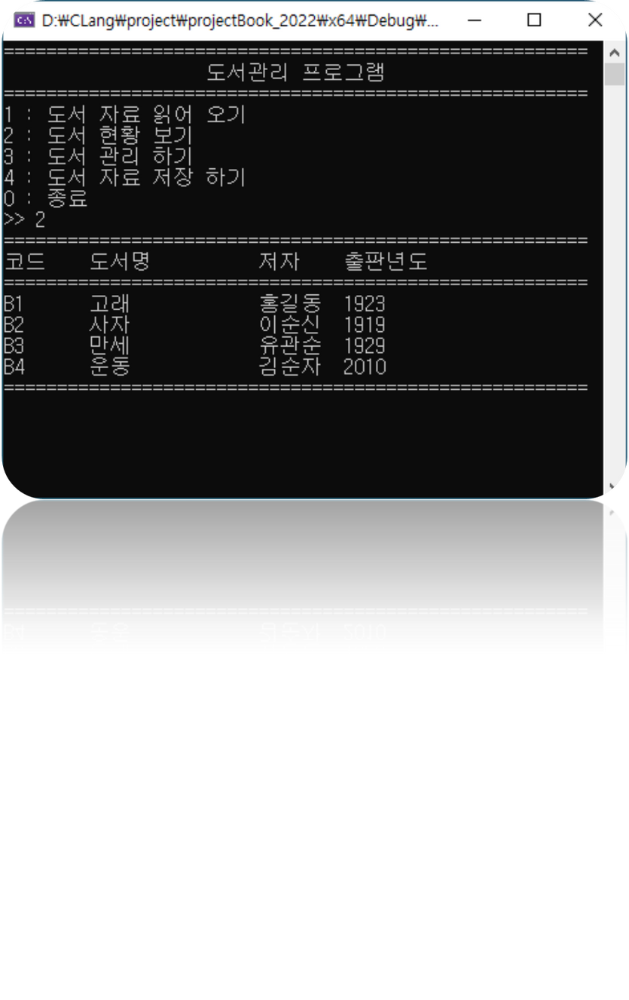 D:₩CLang₩project₩projectBook_2022₩x64₩Debug₩...
=======================================================
도서관리 프로그램
=======================================================
1 : 도서 자료 읽어 오기
2 : 도서 현황 보기
3 : 도서 관리 하기
4 : 도서 자료 저장 하기
0 : 종료
>> 2
=======================================================
코드 도서명 저자 출판년도
=======================================================
B1 고래 홍길동 1923
B2 사자 이순신 1919
B3 만세 유관순 1929
B4 운동 김순자 2010
=======================================================